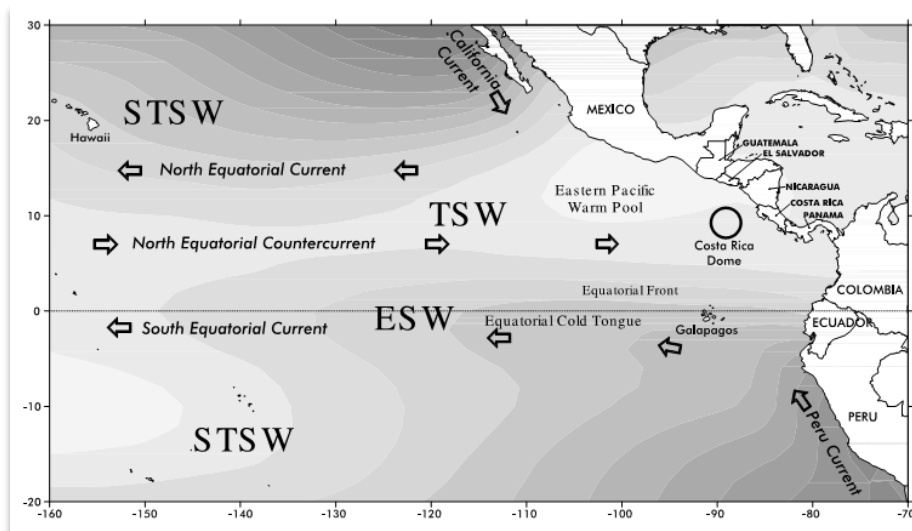 30
20
10
0
-10
-20
-160
-150
-140
-130
-120
-110
-100
-90
-80
-70
California
Current
STSW
Hawaii
MEXICO
GUATEMALA
EL SALVADOR
North Equatorial Current
NICARAGUA
COSTA RICA
PANAMA
Eastern Pacific
Warm Pool
TSW
North Equatorial Countercurrent
Costa Rica
Dome
COLOMBIA
Equatorial Front
ESW
South Equatorial Current
Equatorial Cold Tongue
Galapagos
ECUADOR
STSW
Peru Current
PERU